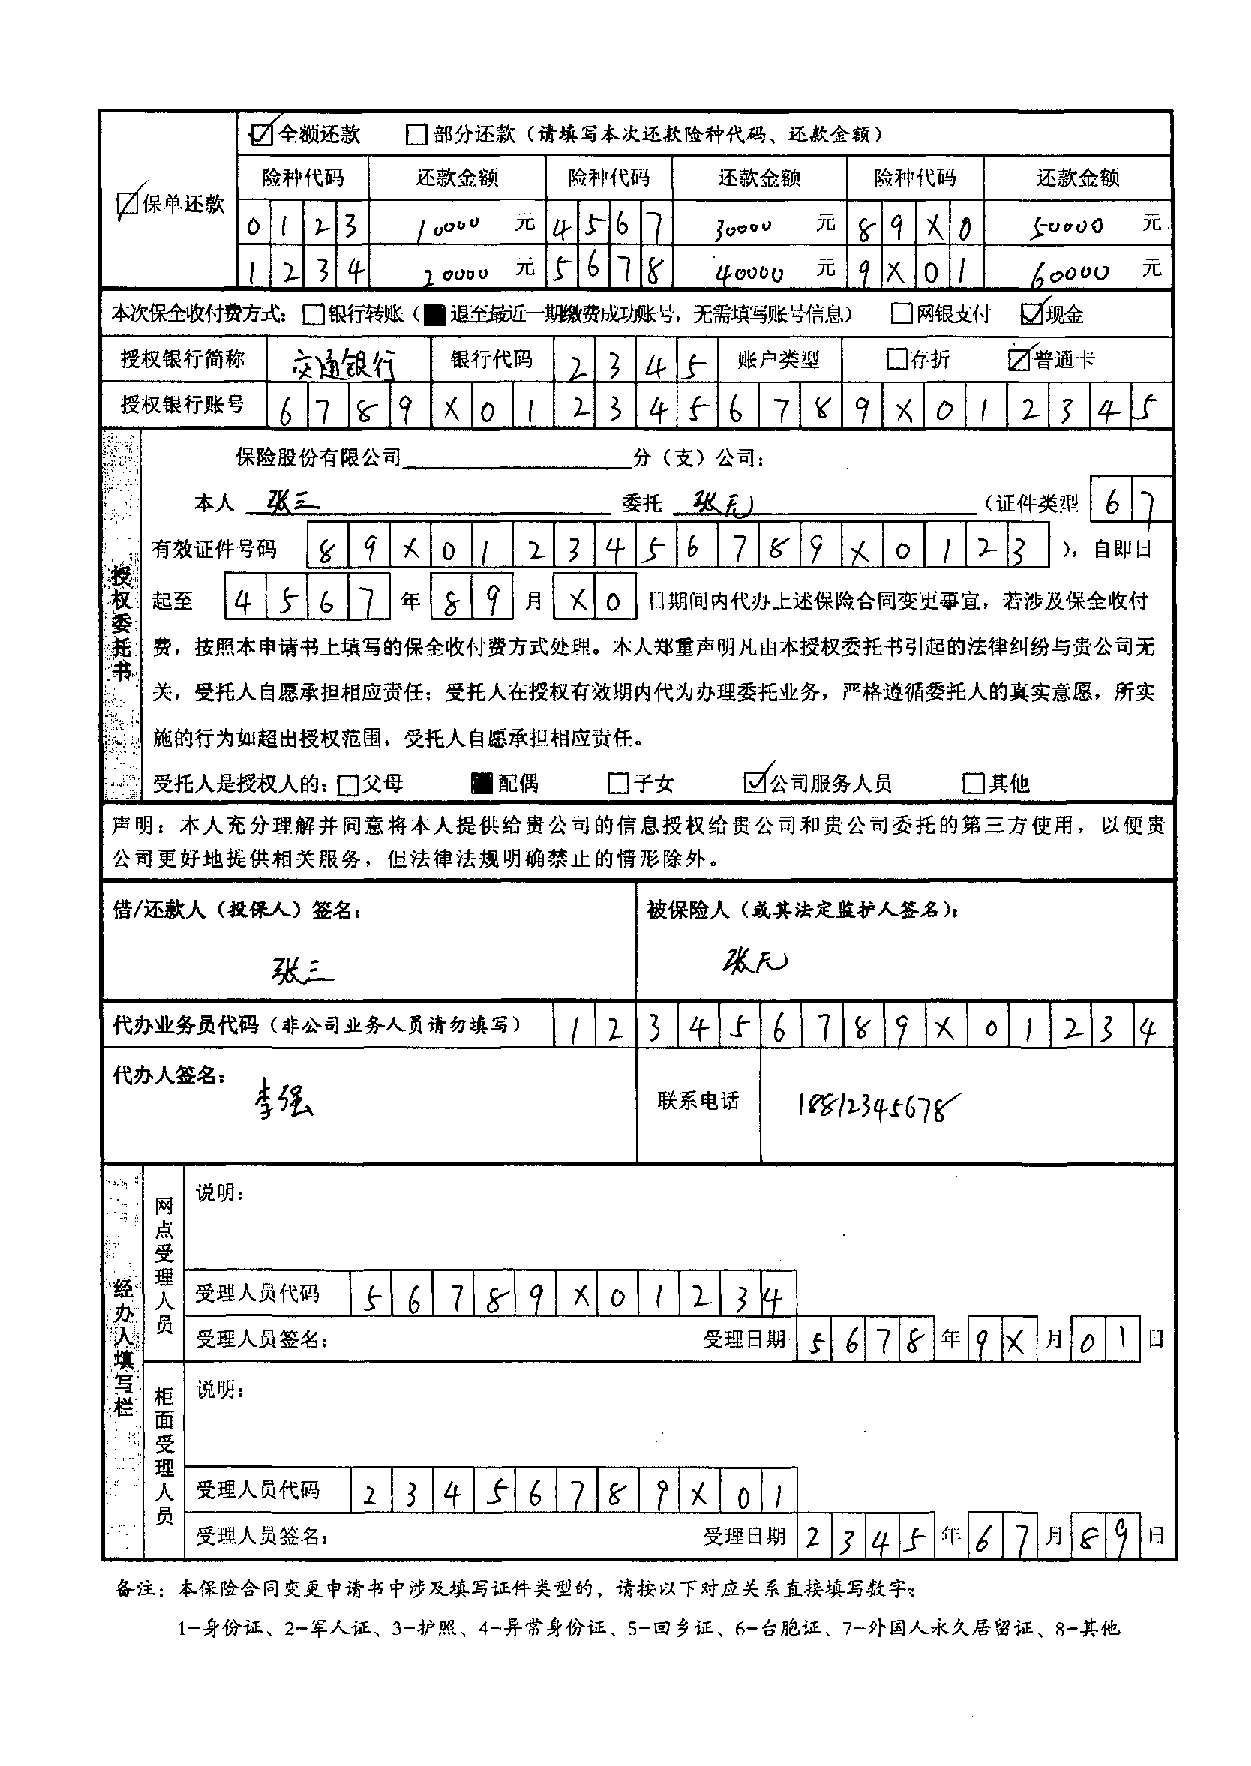 ☑保单还款
☑全额还款 □部分还款（请填写本次还款险种代码、还款金额）
险种代码 还款金额 险种代码 还款金额 险种代码 还款金额
0123 10000 元 4567 30000 元 89X0 50000 元
1234 20000 元 5678 40000 元 9X01 60000 元
本次保全收付费方式：□银行转账（■退至最近一期缴费成功账号，无需填写账号信息） □网银支付 ☑现金
授权银行简称 交通银行 银行代码 2345 账户类型 □存折 ☑普通卡
授权银行账号 6789X0123456789X012345
授权委托书
保险股份有限公司 分（支）公司：
本人 张三 委托 张无 （证件类型 67
有效证件号码 89X0123456789X0123 ），自即日
起至 4567 年 89 月 X0 日期间内代办上述保险合同变更事宜，若涉及保全收付
费，按照本申请书上填写的保全收付费方式处理。本人郑重声明凡由本授权委托书引起的法律纠纷与贵公司无
关，受托人自愿承担相应责任；受托人在授权有效期内代为办理委托业务，严格遵循委托人的真实意愿，所实
施的行为如超出授权范围，受托人自愿承担相应责任。
受托人是授权人的：□父母 ■配偶 □子女 ☑公司服务人员 □其他
声明：本人充分理解并同意将本人提供给贵公司的信息授权给贵公司和贵公司委托的第三方使用，以便贵
公司更好地提供相关服务，但法律法规明确禁止的情形除外。
借/还款人（投保人）签名： 被保险人（或其法定监护人签名）：
张三 张无
代办业务员代码（非公司业务人员请勿填写） 123456789X01234
代办人签名： 李强 联系电话 18812345678
经办人填写栏
网点受理人员
说明：
受理人员代码 56789X01234
受理人员签名： 受理日期 5678 年 9X 月 01 日
柜面受理人员
说明：
受理人员代码 23456789X01
受理人员签名： 受理日期 2345 年 67 月 89 日
备注：本保险合同变更申请书中涉及填写证件类型的，请按以下对应关系直接填写数字：
1-身份证、2-军人证、3-护照、4-异常身份证、5-回乡证、6-台胞证、7-外国人永久居留证、8-其他